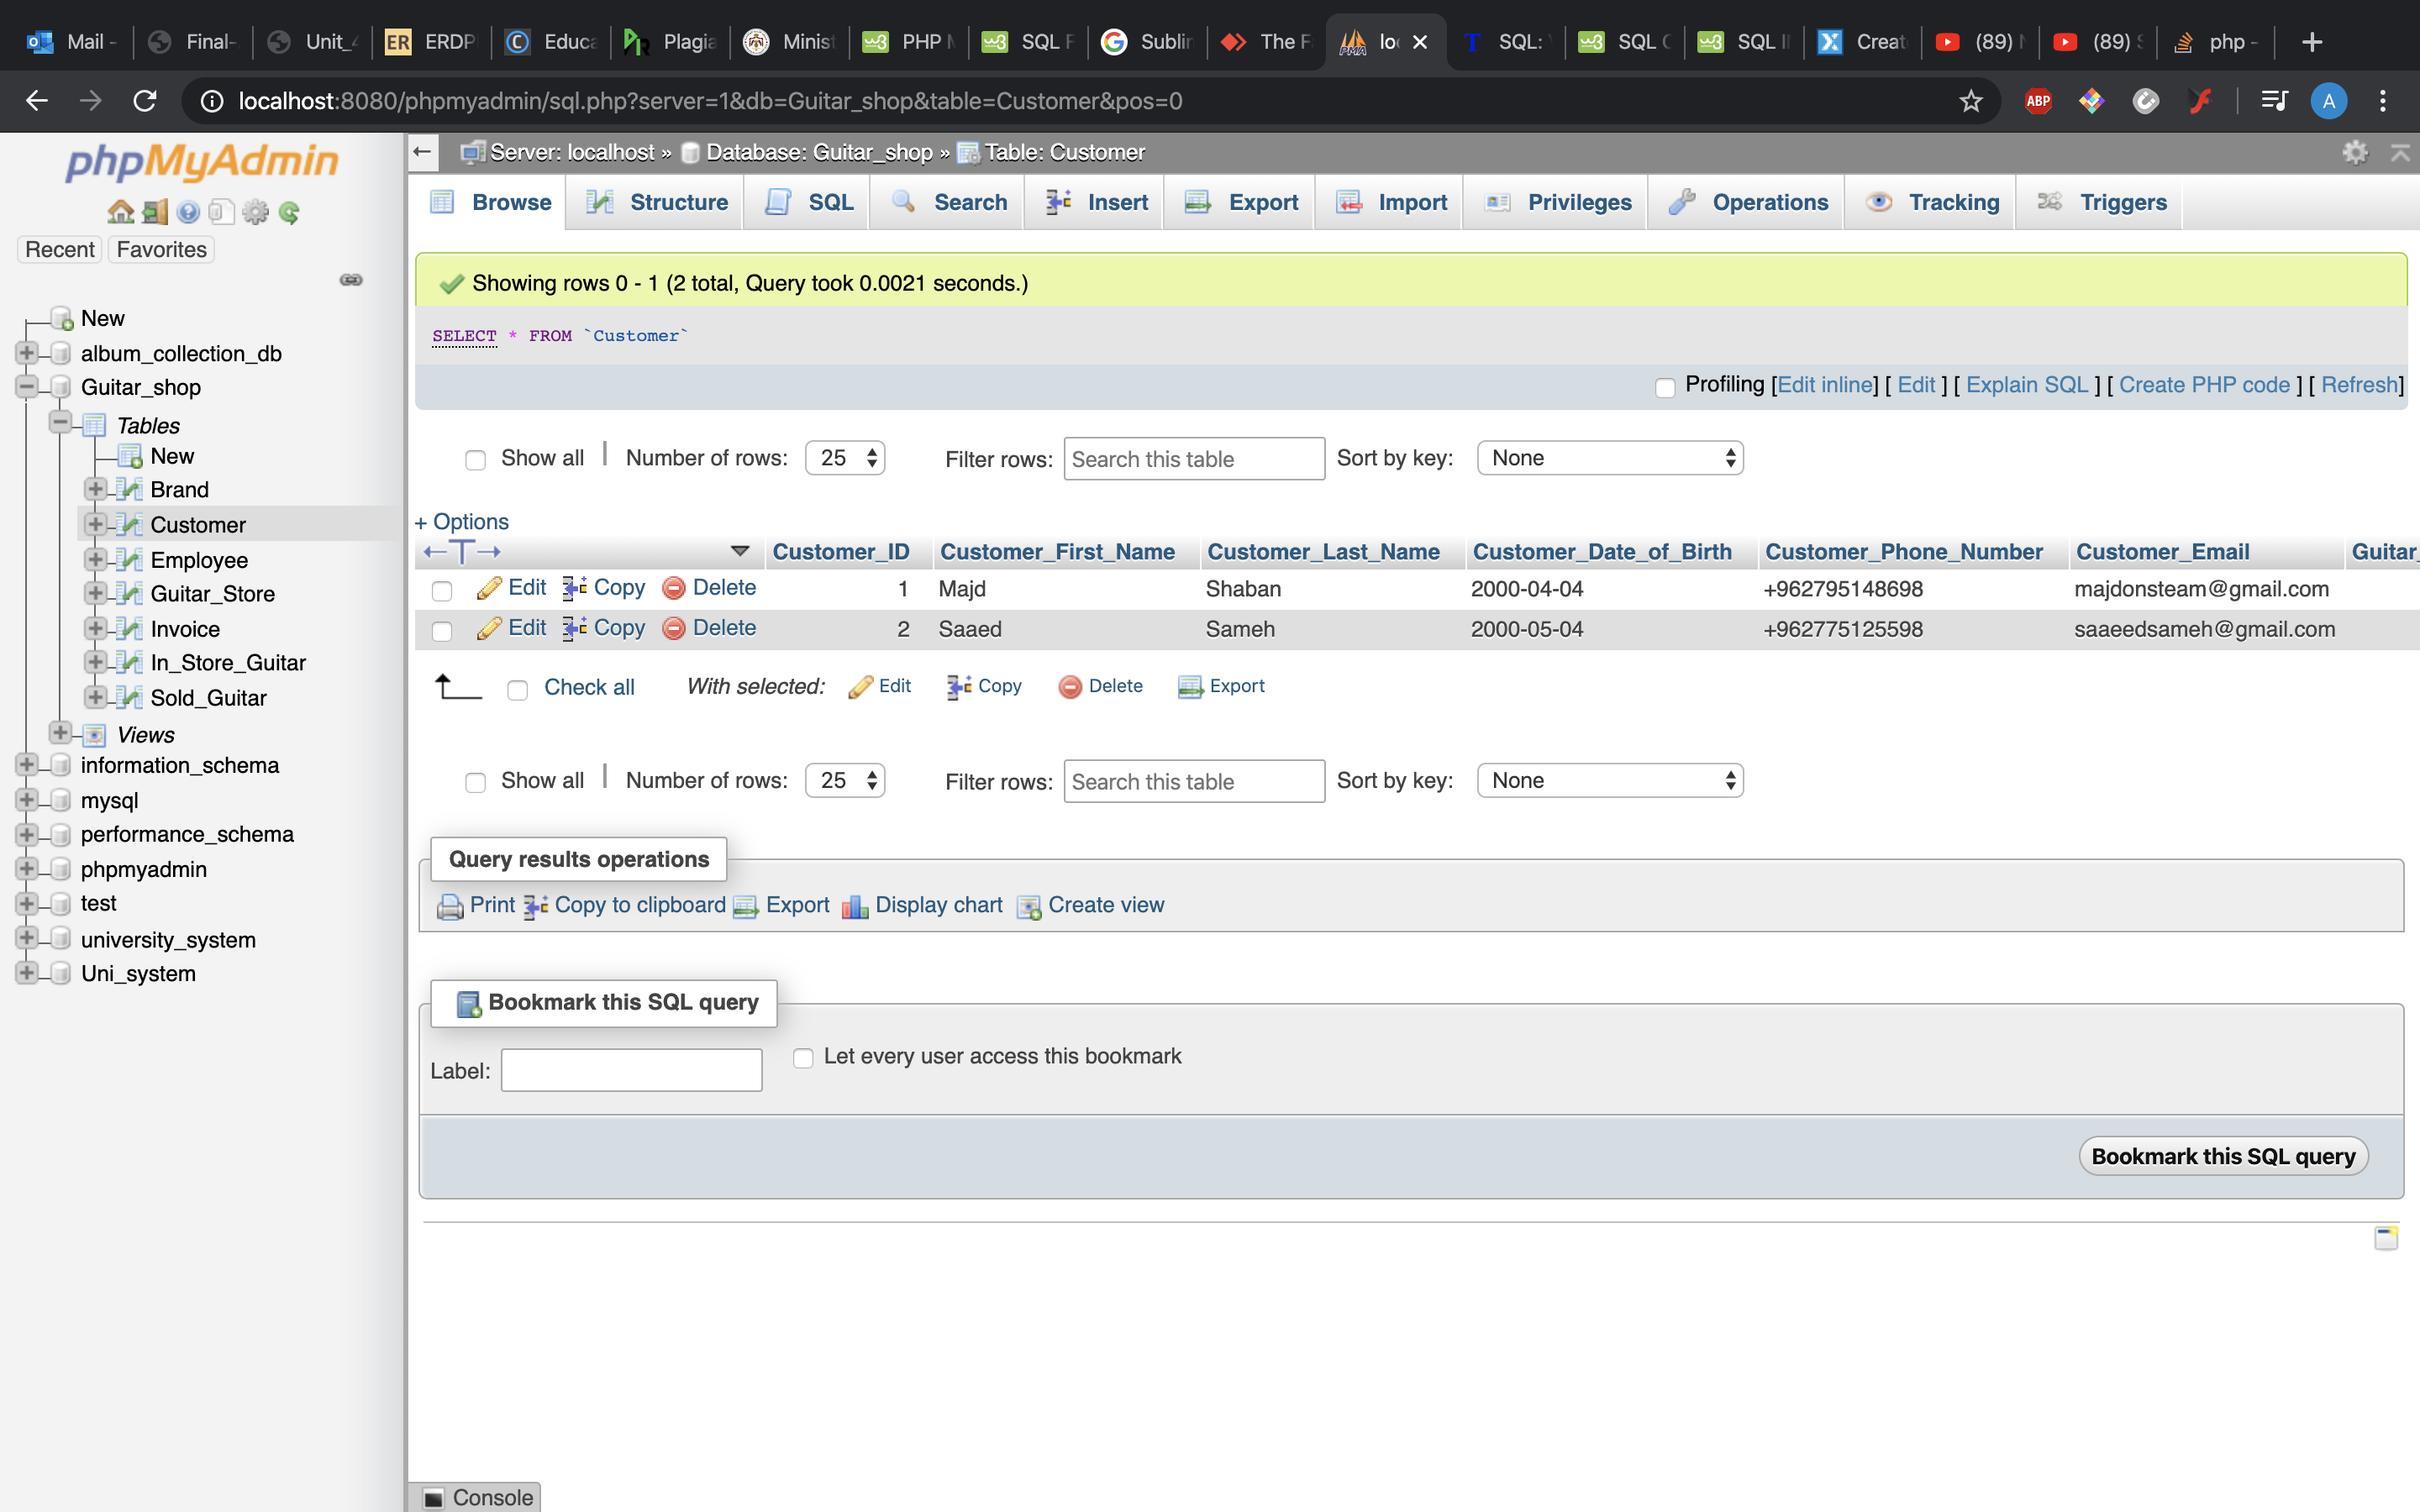 Mail - Final- Unit_ ER ERDP Educa Plagia Minist PHP M SQL F Sublin The F lo SQL: SQL C SQL I Creat (89) (89) php -
localhost:8080/phpmyadmin/sql.php?server=1&db=Guitar_shop&table=Customer&pos=0
ABP A
phpMyAdmin
Recent Favorites
New
album_collection_db
Guitar_shop
Tables
New
Brand
Customer
Employee
Guitar_Store
Invoice
In_Store_Guitar
Sold_Guitar
Views
information_schema
mysql
performance_schema
phpmyadmin
test
university_system
Uni_system
Server: localhost » Database: Guitar_shop » Table: Customer
Browse Structure SQL Search Insert Export Import Privileges Operations Tracking Triggers
Showing rows 0 - 1 (2 total, Query took 0.0021 seconds.)
SELECT * FROM `Customer`
Profiling [Edit inline] [ Edit ] [ Explain SQL ] [ Create PHP code ] [ Refresh]
Show all | Number of rows: 25 Filter rows: Search this table Sort by key: None
+ Options
Customer_ID Customer_First_Name Customer_Last_Name Customer_Date_of_Birth Customer_Phone_Number Customer_Email Guitar_
Edit Copy Delete 1 Majd Shaban 2000-04-04 +962795148698 majdonsteam@gmail.com
Edit Copy Delete 2 Saaed Sameh 2000-05-04 +962775125598 saaeedsameh@gmail.com
Check all With selected: Edit Copy Delete Export
Show all | Number of rows: 25 Filter rows: Search this table Sort by key: None
Query results operations
Print Copy to clipboard Export Display chart Create view
Bookmark this SQL query
Label: Let every user access this bookmark
Bookmark this SQL query
Console